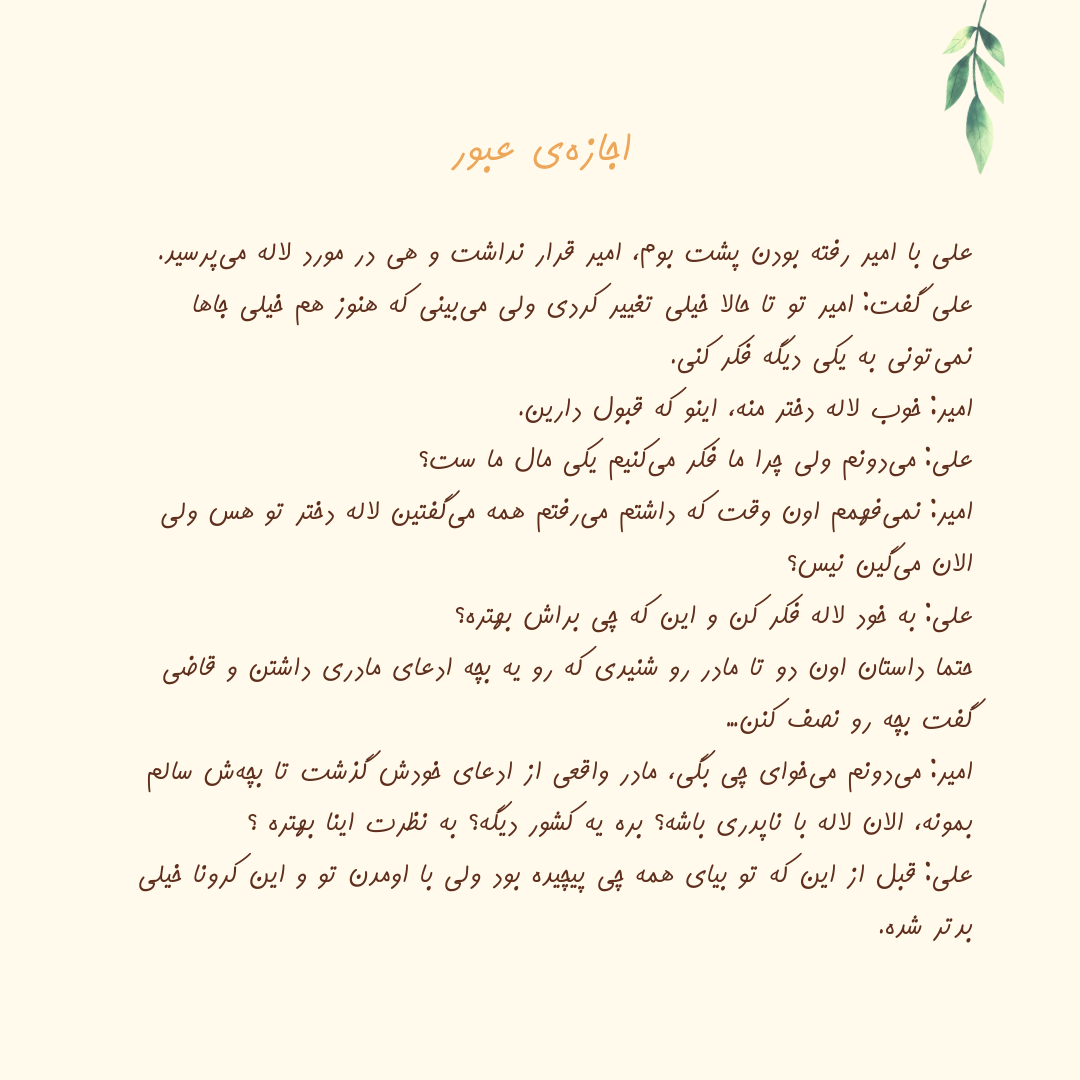 اجازه‌ی عبور
علی با امیر رفته بودن پشت بوم، امیر قرار نداشت و هی در مورد لاله می‌پرسید.
علی گفت: امیر تو تا حالا خیلی تغییر کردی ولی می‌بینی که هنوز هم خیلی جاها
نمی‌تونی به یکی دیگه فکر کنی.
امیر: خوب لاله دختر منه، اینو که قبول دارین.
علی: می‌دونم ولی چرا ما فکر می‌کنیم یکی مال ما ست؟
امیر: نمی‌فهمم اون وقت که داشتم می‌رفتم همه می‌گفتین لاله دختر تو هس ولی
الان می‌گین نیس؟
علی: به خود لاله فکر کن و این که چی براش بهتره؟
حتما داستان اون دو تا مادر رو شنیدی که رو یه بچه ادعای مادری داشتن و قاضی
گفت بچه رو نصف کنن...
امیر: می‌دونم می‌خوای چی بگی، مادر واقعی از ادعای خودش گذشت تا بچه‌ش سالم
بمونه، الان لاله با ناپدری باشه؟ بره یه کشور دیگه؟ به نظرت اینا بهتره ؟
علی: قبل از این که تو بیای همه چی پیچیده بود ولی با اومدن تو و این کرونا خیلی
بدتر شده.